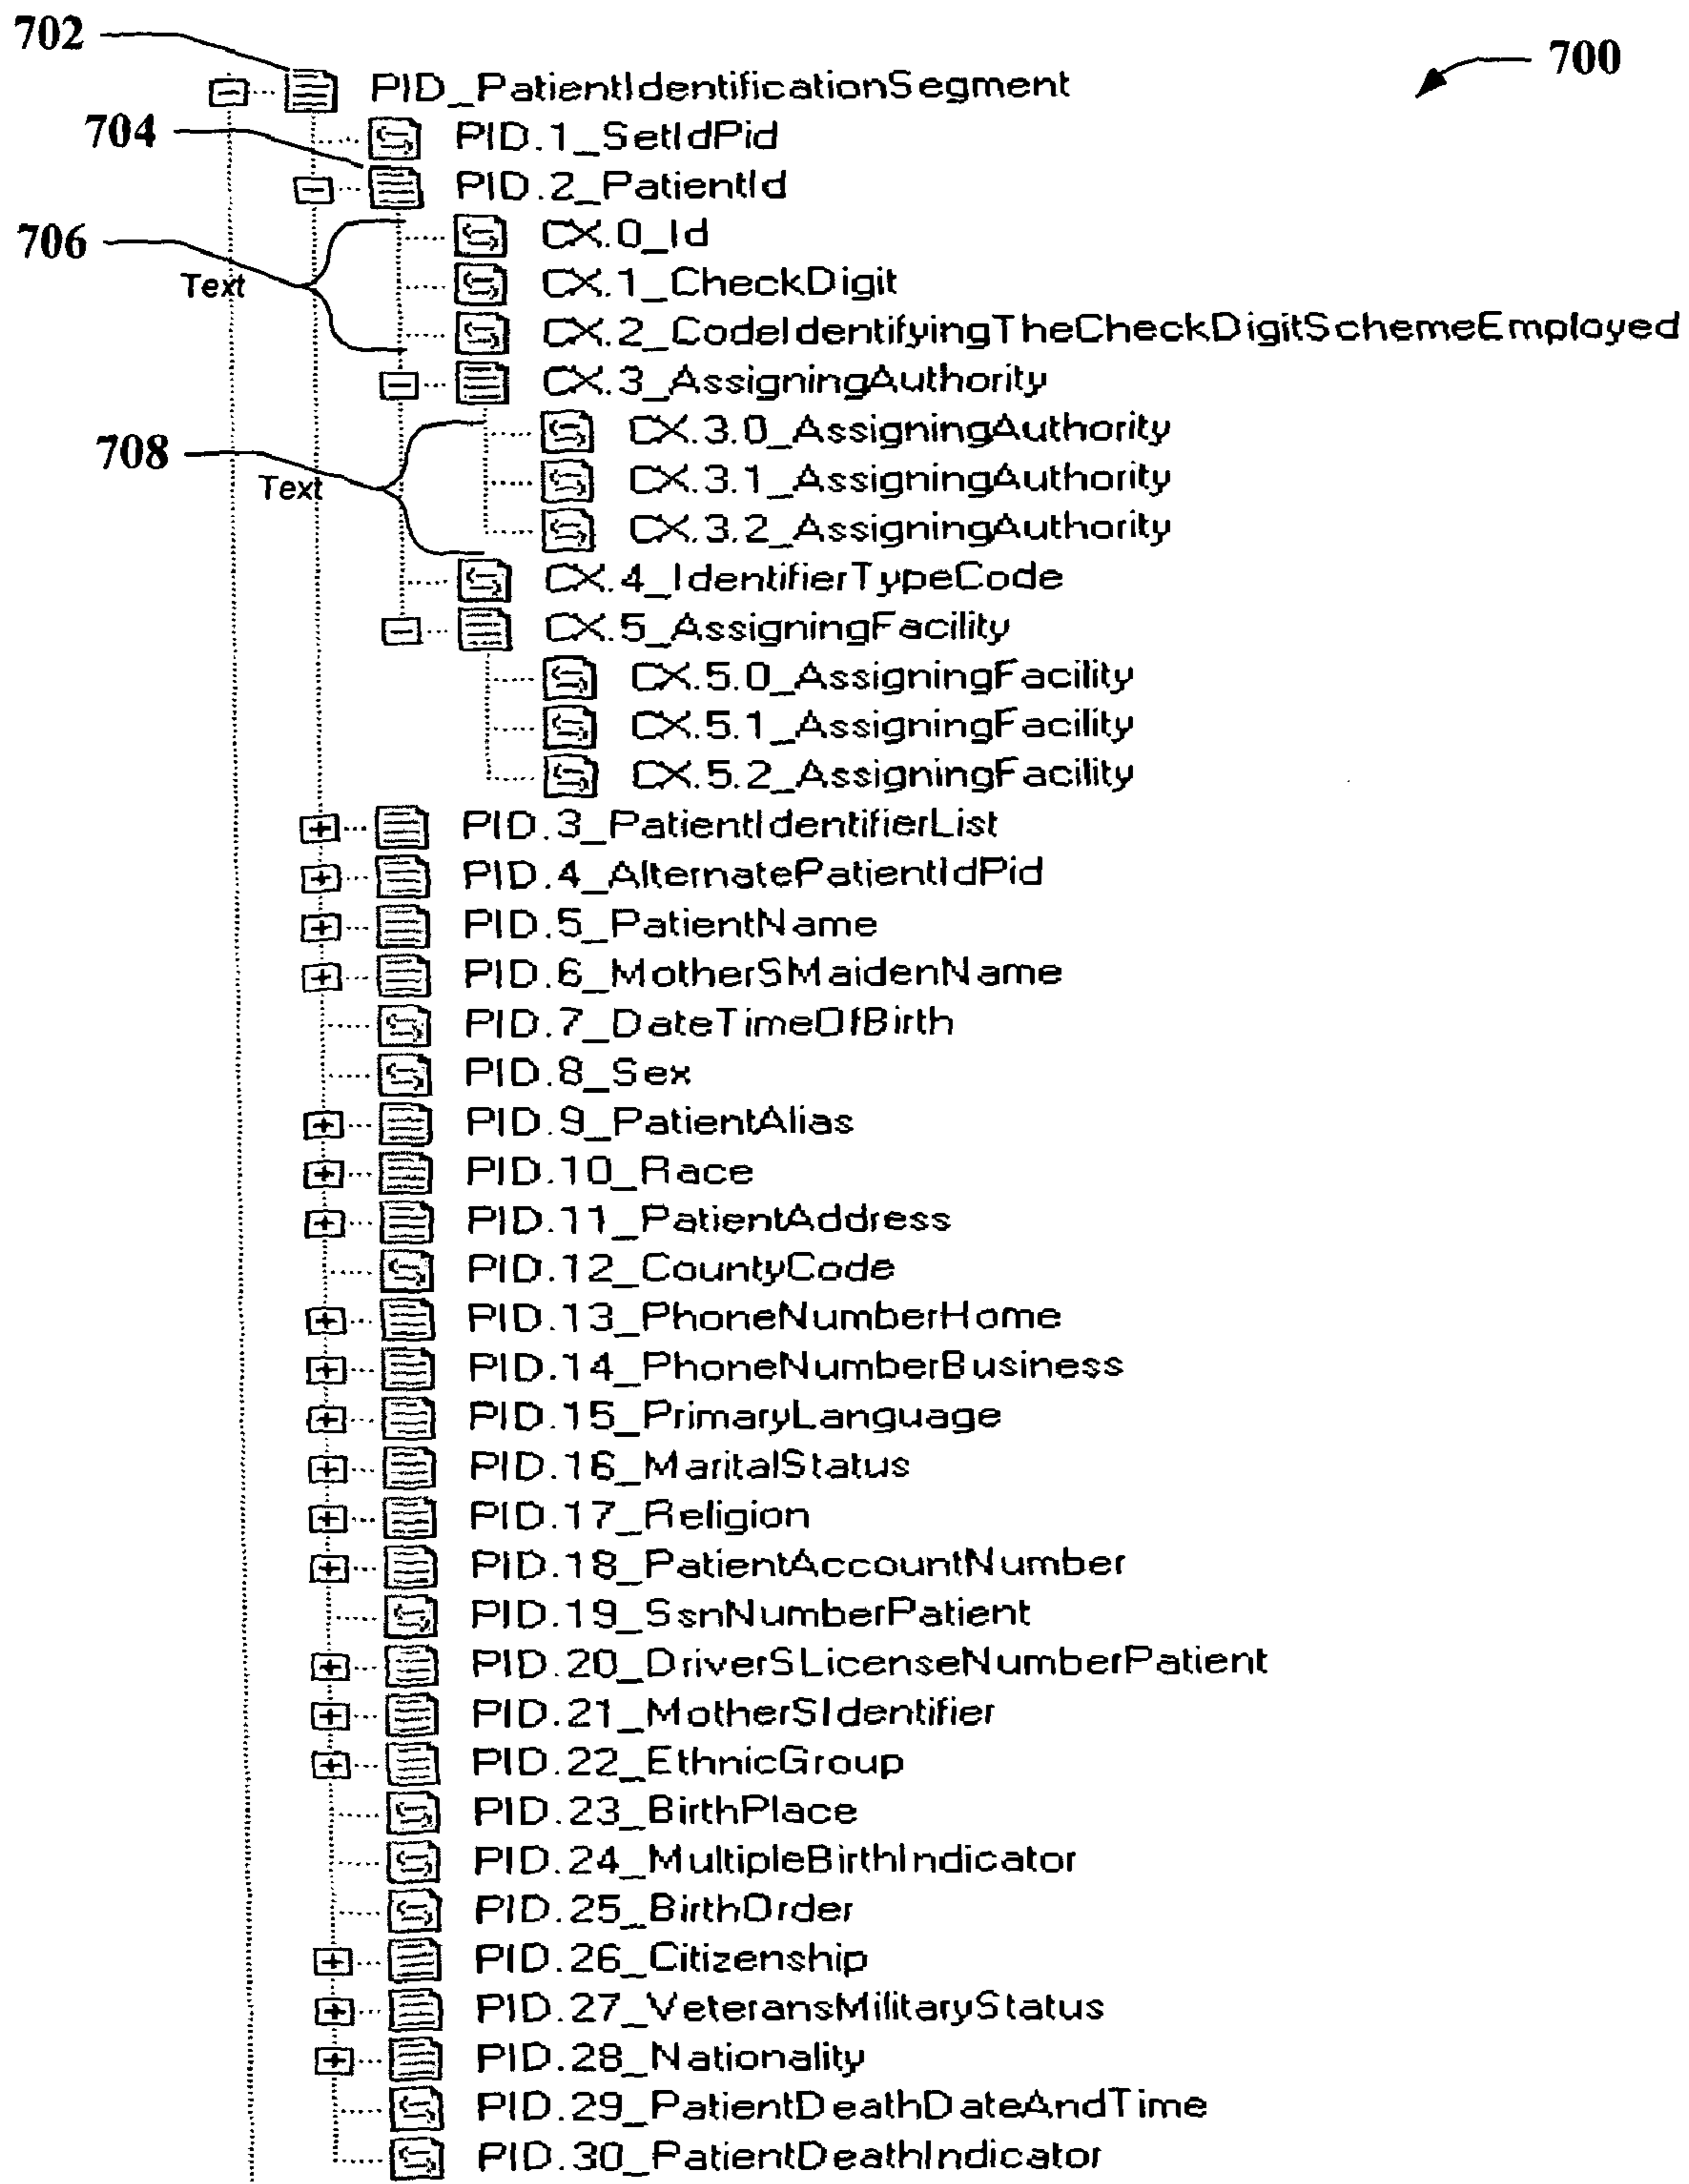 702
700
PID_PatientIdentificationSegment
704
PID.1_SetIdPid
PID.2_PatientId
706
CX.0_Id
Text
CX.1_CheckDigit
CX.2_CodeIdentifyingTheCheckDigitSchemeEmployed
CX.3_AssigningAuthority
CX.3.0_AssigningAuthority
708
Text
CX.3.1_AssigningAuthority
CX.3.2_AssigningAuthority
CX.4_IdentifierTypeCode
CX.5_AssigningFacility
CX.5.0_AssigningFacility
CX.5.1_AssigningFacility
CX.5.2_AssigningFacility
PID.3_PatientIdentifierList
PID.4_AlternatePatientIdPid
PID.5_PatientName
PID.6_MotherSMaidenName
PID.7_DateTimeOfBirth
PID.8_Sex
PID.9_PatientAlias
PID.10_Race
PID.11_PatientAddress
PID.12_CountyCode
PID.13_PhoneNumberHome
PID.14_PhoneNumberBusiness
PID.15_PrimaryLanguage
PID.16_MaritalStatus
PID.17_Religion
PID.18_PatientAccountNumber
PID.19_SsnNumberPatient
PID.20_DriverSLicenseNumberPatient
PID.21_MotherSIdentifier
PID.22_EthnicGroup
PID.23_BirthPlace
PID.24_MultipleBirthIndicator
PID.25_BirthOrder
PID.26_Citizenship
PID.27_VeteransMilitaryStatus
PID.28_Nationality
PID.29_PatientDeathDateAndTime
PID.30_PatientDeathIndicator